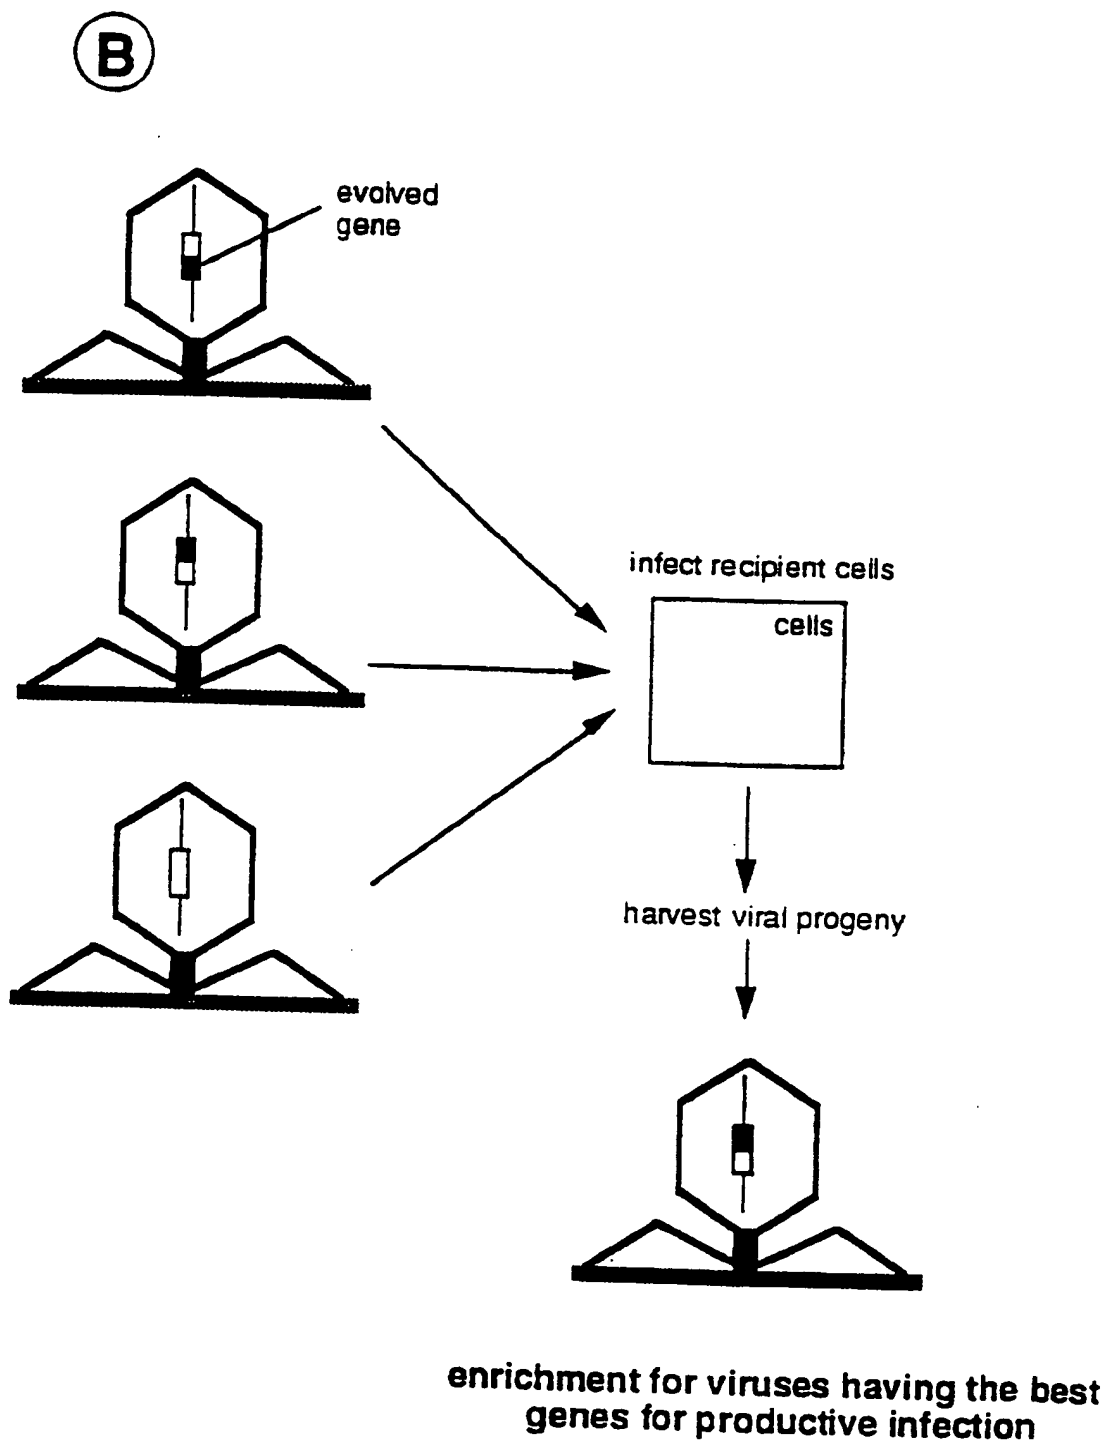 B
evolved
gene
infect recipient cells
cells
harvest viral progeny
enrichment for viruses having the best
genes for productive infection